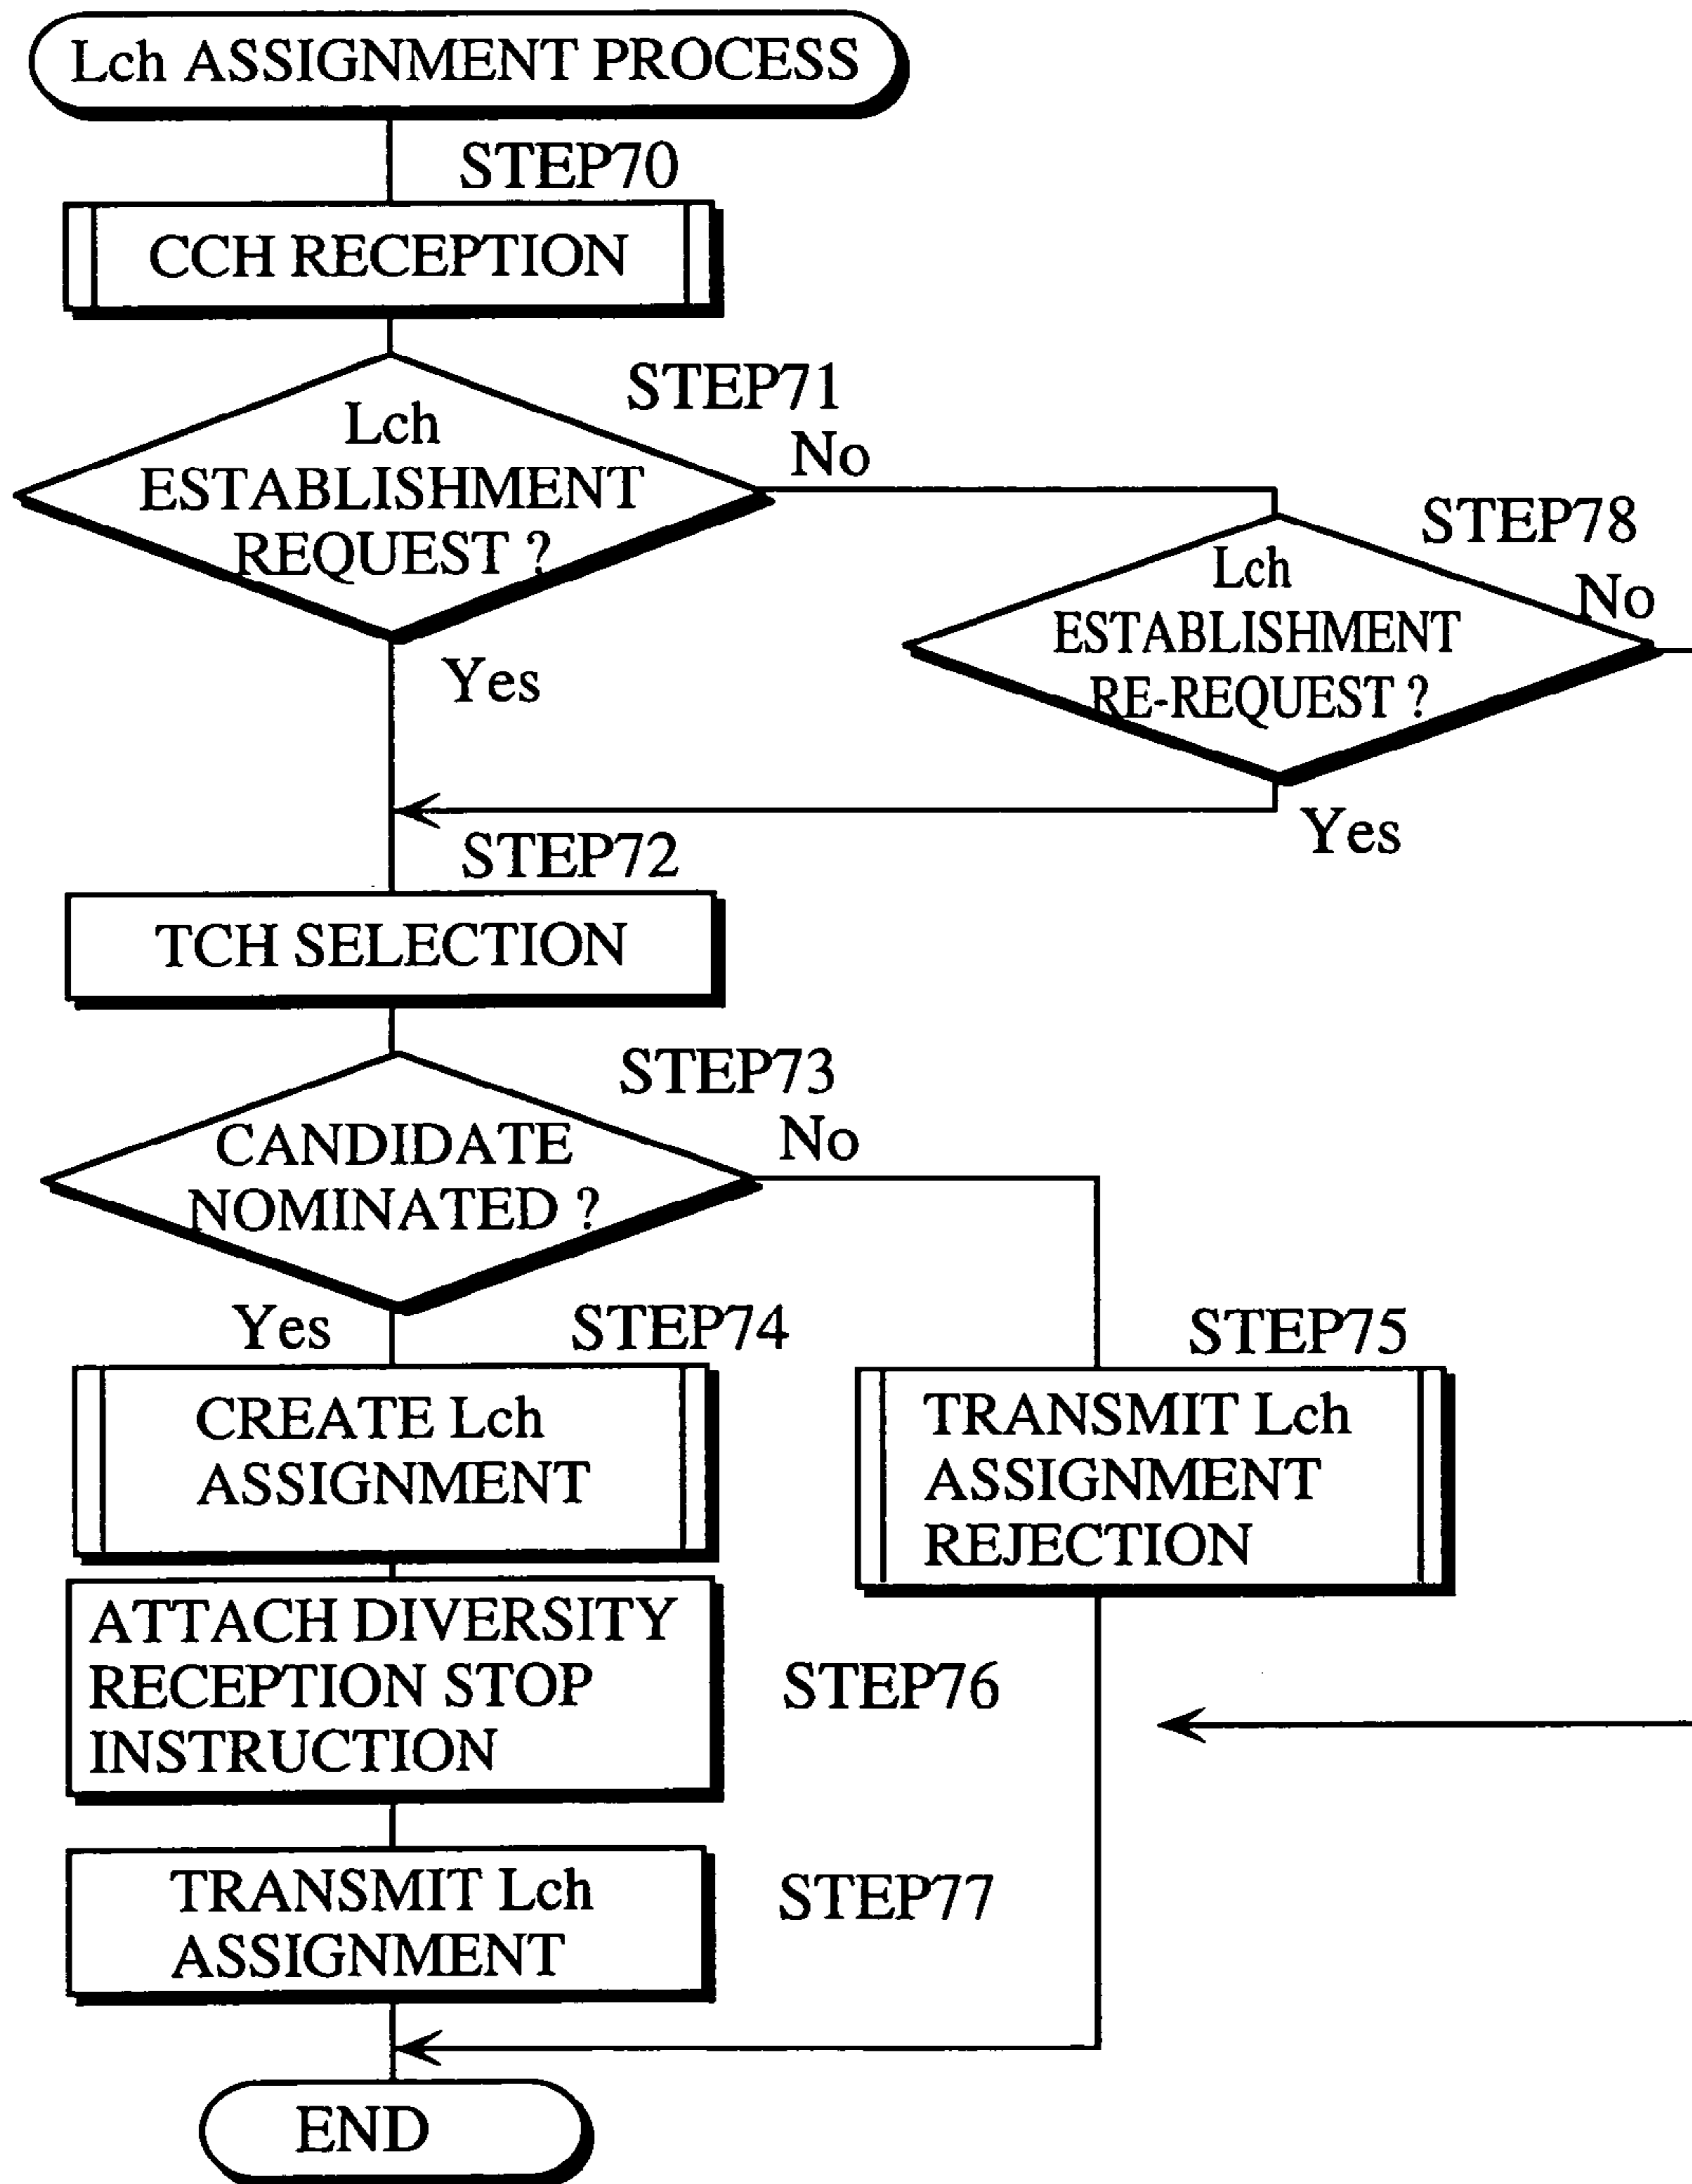 Lch ASSIGNMENT PROCESS
STEP70
CCH RECEPTION
STEP71
Lch
ESTABLISHMENT
REQUEST ?
No
Yes
STEP78
Lch
ESTABLISHMENT
RE-REQUEST ?
No
Yes
STEP72
TCH SELECTION
STEP73
CANDIDATE
NOMINATED ?
No
Yes
STEP74
CREATE Lch
ASSIGNMENT
STEP75
TRANSMIT Lch
ASSIGNMENT
REJECTION
ATTACH DIVERSITY
RECEPTION STOP
INSTRUCTION
STEP76
TRANSMIT Lch
ASSIGNMENT
STEP77
END